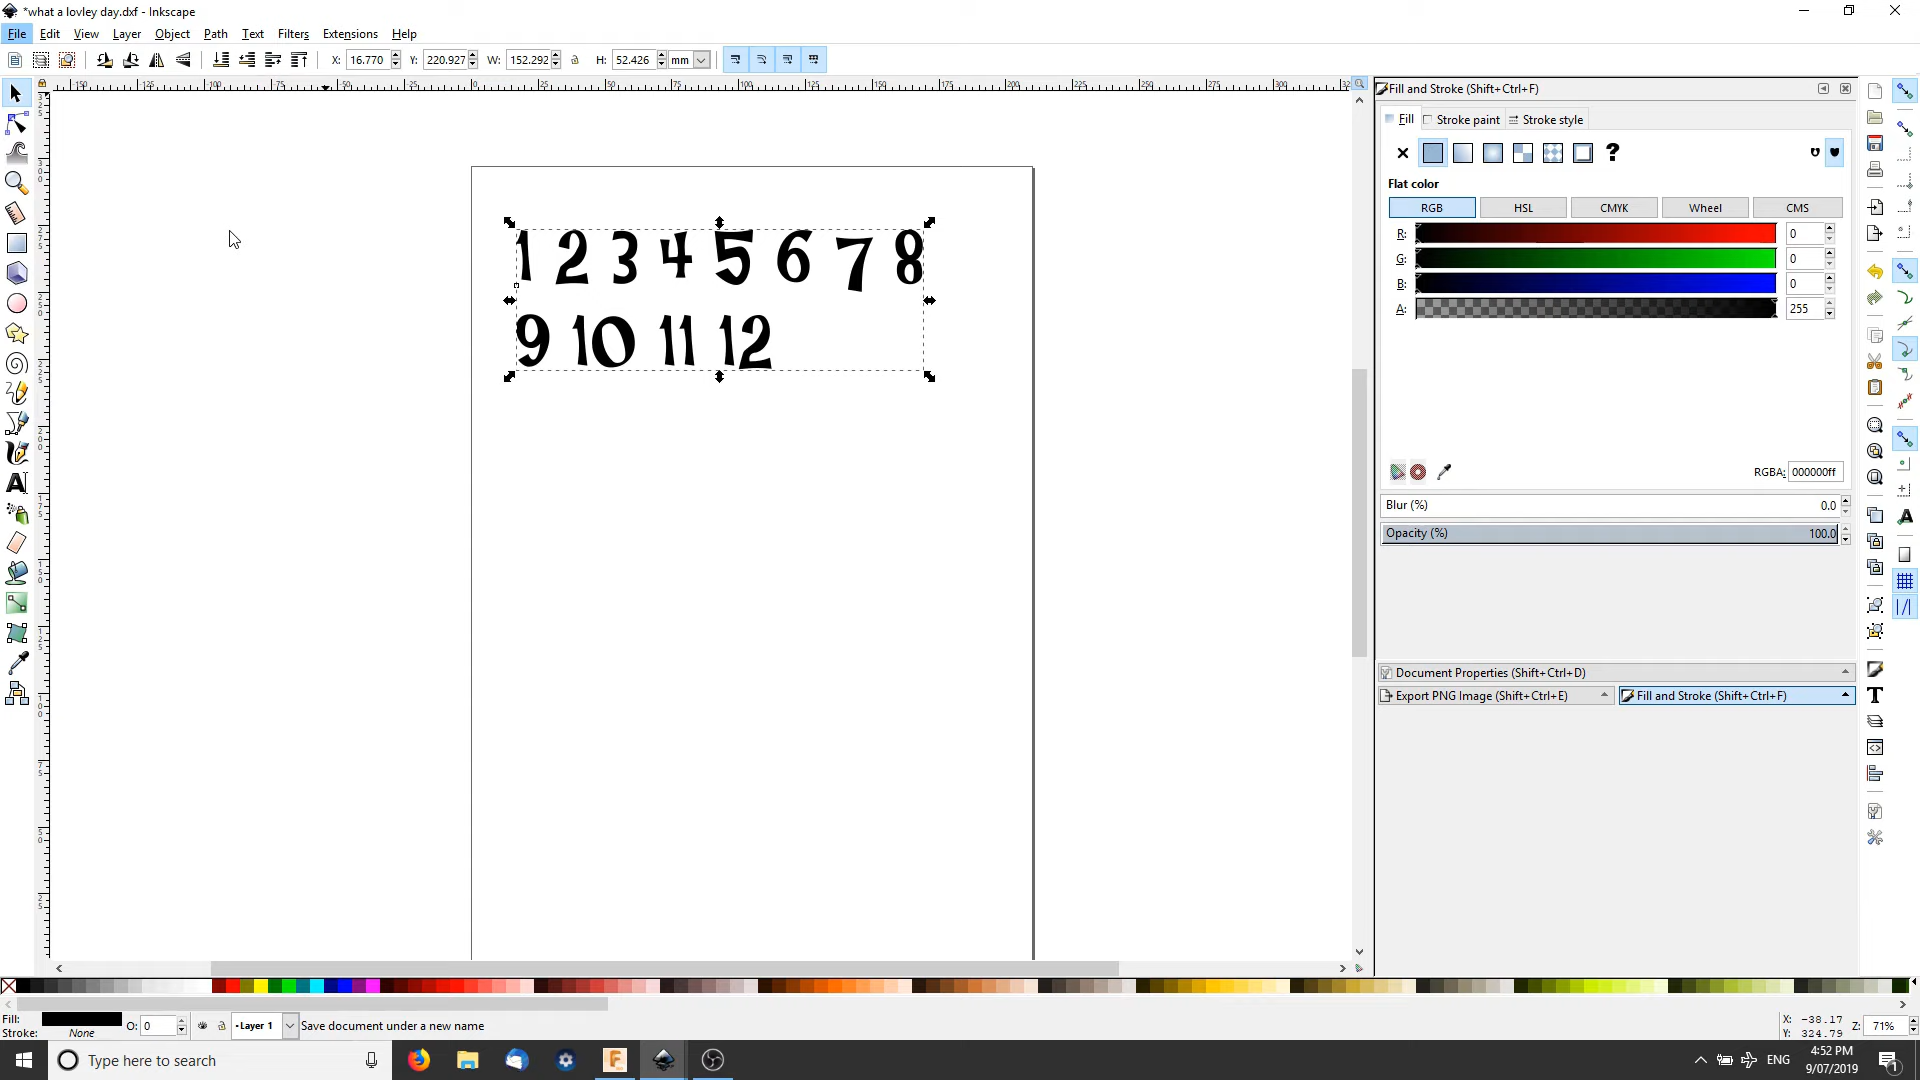 *what a lovley day.dxf - Inkscape
File Edit View Layer Object Path Text Filters Extensions Help
X: 16.770 Y: 220.927 W: 152.292 H: 52.426 mm
Fill and Stroke (Shift+Ctrl+F)
Fill Stroke paint Stroke style
?
Flat color
RGB HSL CMYK Wheel CMS
R: 0
G: 0
B: 0
A: 255
RGBA: 000000ff
Blur (%) 0.0
Opacity (%) 100.0
Document Properties (Shift+Ctrl+D)
Export PNG Image (Shift+Ctrl+E) Fill and Stroke (Shift+Ctrl+F)
1 2 3 4 5 6 7 8
9 10 11 12
Fill:
Stroke: None
O: 0
Layer 1
Save document under a new name
X: -38.17
Y: 324.79
Z: 71%
Type here to search
ENG
4:52 PM
9/07/2019
1